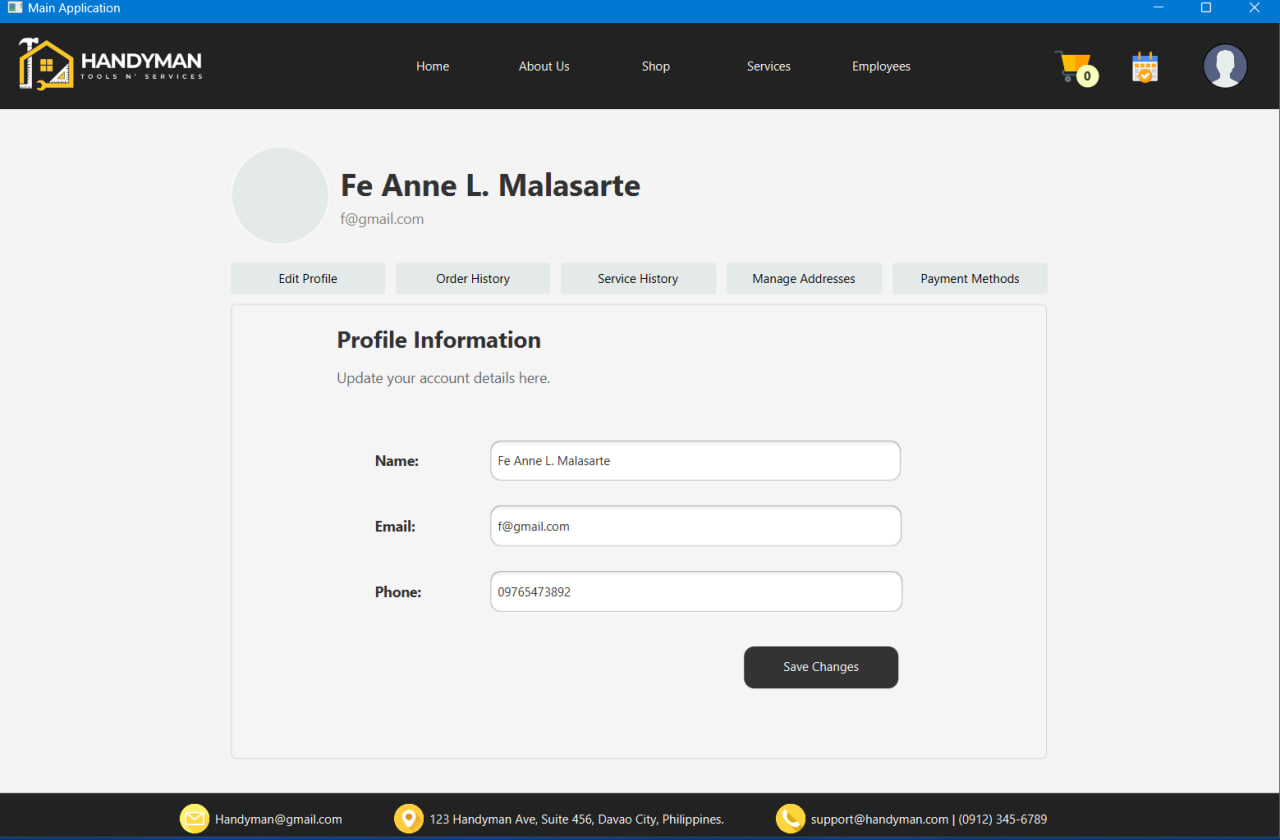 Main Application
HANDYMAN
TOOLS N' SERVICES
Home About Us Shop Services Employees
0
Fe Anne L. Malasarte
f@gmail.com
Edit Profile Order History Service History Manage Addresses Payment Methods
Profile Information
Update your account details here.
Name: Fe Anne L. Malasarte
Email: f@gmail.com
Phone: 09765473892
Save Changes
Handyman@gmail.com 123 Handyman Ave, Suite 456, Davao City, Philippines. support@handyman.com | (0912) 345-6789